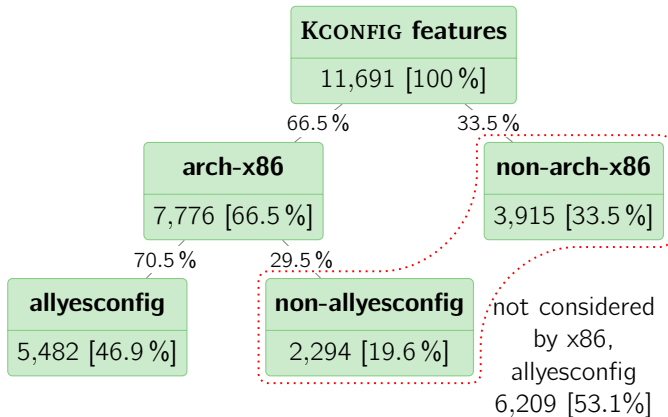 KCONFIG features
11,691 [100 %]
66.5 %
33.5 %
arch-x86
7,776 [66.5 %]
non-arch-x86
3,915 [33.5 %]
70.5 %
29.5 %
allyesconfig
5,482 [46.9 %]
non-allyesconfig
2,294 [19.6 %]
not considered
by x86,
allyesconfig
6,209 [53.1%]